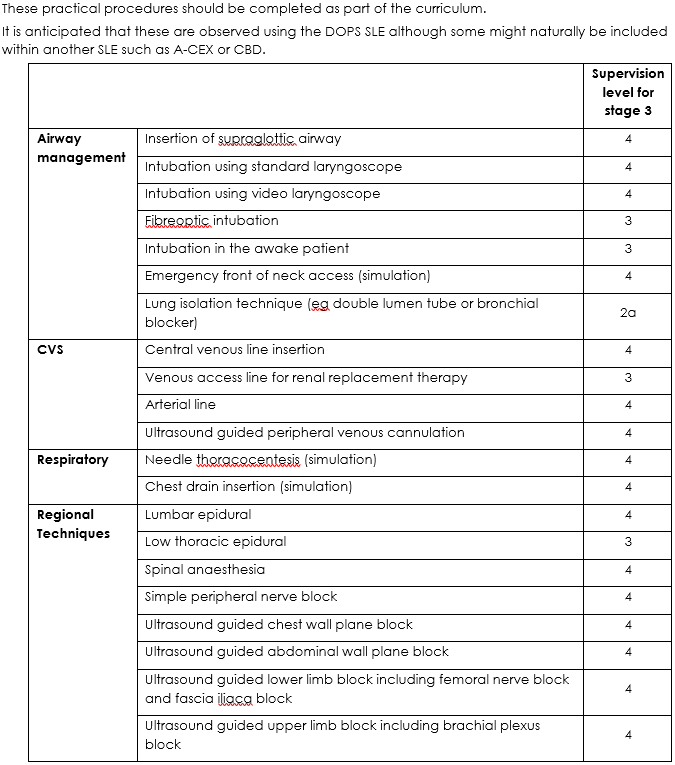 These practical procedures should be completed as part of the curriculum.
It is anticipated that these are observed using the DOPS SLE although some might naturally be included
within another SLE such as A-CEX or CBD.
Supervision
level for
stage 3
Airway
management
Insertion of supraglottic airway
4
Intubation using standard laryngoscope
4
Intubation using video laryngoscope
4
Fibreoptic intubation
3
Intubation in the awake patient
3
Emergency front of neck access (simulation)
4
Lung isolation technique (eg double lumen tube or bronchial
blocker)
2a
CVS
Central venous line insertion
4
Venous access line for renal replacement therapy
3
Arterial line
4
Ultrasound guided peripheral venous cannulation
4
Respiratory
Needle thoracocentesis (simulation)
4
Chest drain insertion (simulation)
4
Regional
Techniques
Lumbar epidural
4
Low thoracic epidural
3
Spinal anaesthesia
4
Simple peripheral nerve block
4
Ultrasound guided chest wall plane block
4
Ultrasound guided abdominal wall plane block
4
Ultrasound guided lower limb block including femoral nerve block
and fascia iliaca block
4
Ultrasound guided upper limb block including brachial plexus
block
4